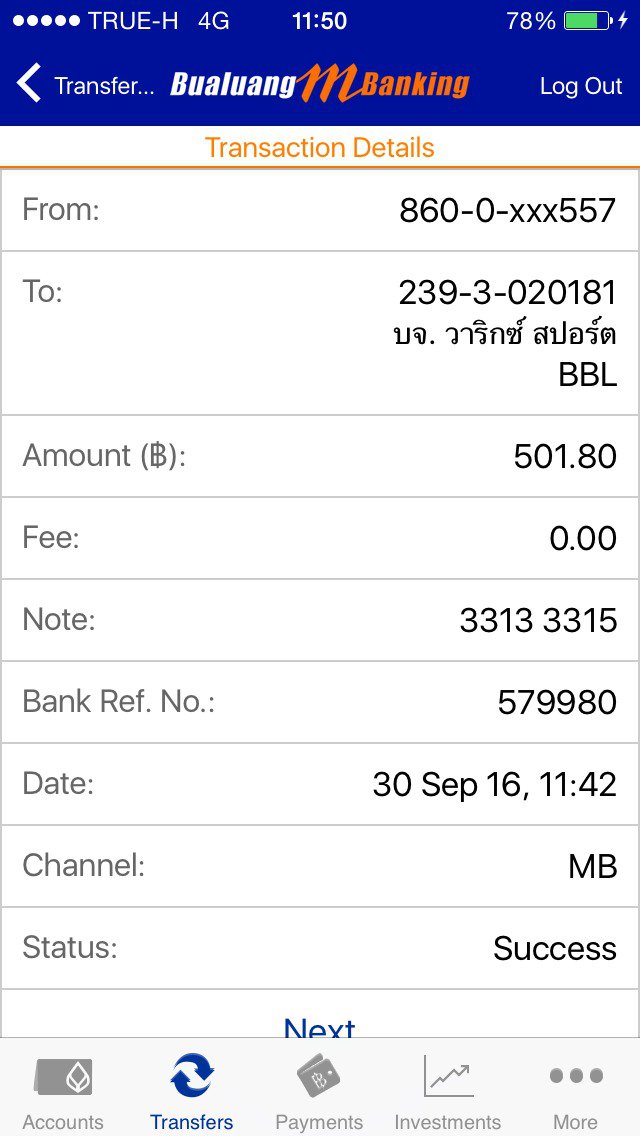 TRUE-H 4G 11:50 78%
Transfer... Bualuang mBanking Log Out
Transaction Details
From: 860-0-xxx557
To: 239-3-020181
บจ. วาริกซ์ สปอร์ต
BBL
Amount (฿): 501.80
Fee: 0.00
Note: 3313 3315
Bank Ref. No.: 579980
Date: 30 Sep 16, 11:42
Channel: MB
Status: Success
Next
Accounts Transfers Payments Investments More